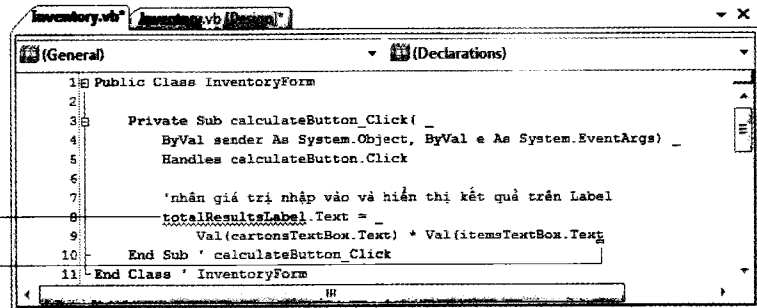 Inventory.vb* Inventory.vb [Design]*
(General) (Declarations)
1 Public Class InventoryForm
2
3 Private Sub calculateButton_Click( _
4 ByVal sender As System.Object, ByVal e As System.EventArgs) _
5 Handles calculateButton.Click
6
7 'nhân giá trị nhập vào và hiển thị kết quả trên Label
8 totalResultsLabel.Text = _
9 Val(cartonsTextBox.Text) * Val(itemsTextBox.Text
10 End Sub ' calculateButton_Click
11 End Class ' InventoryForm